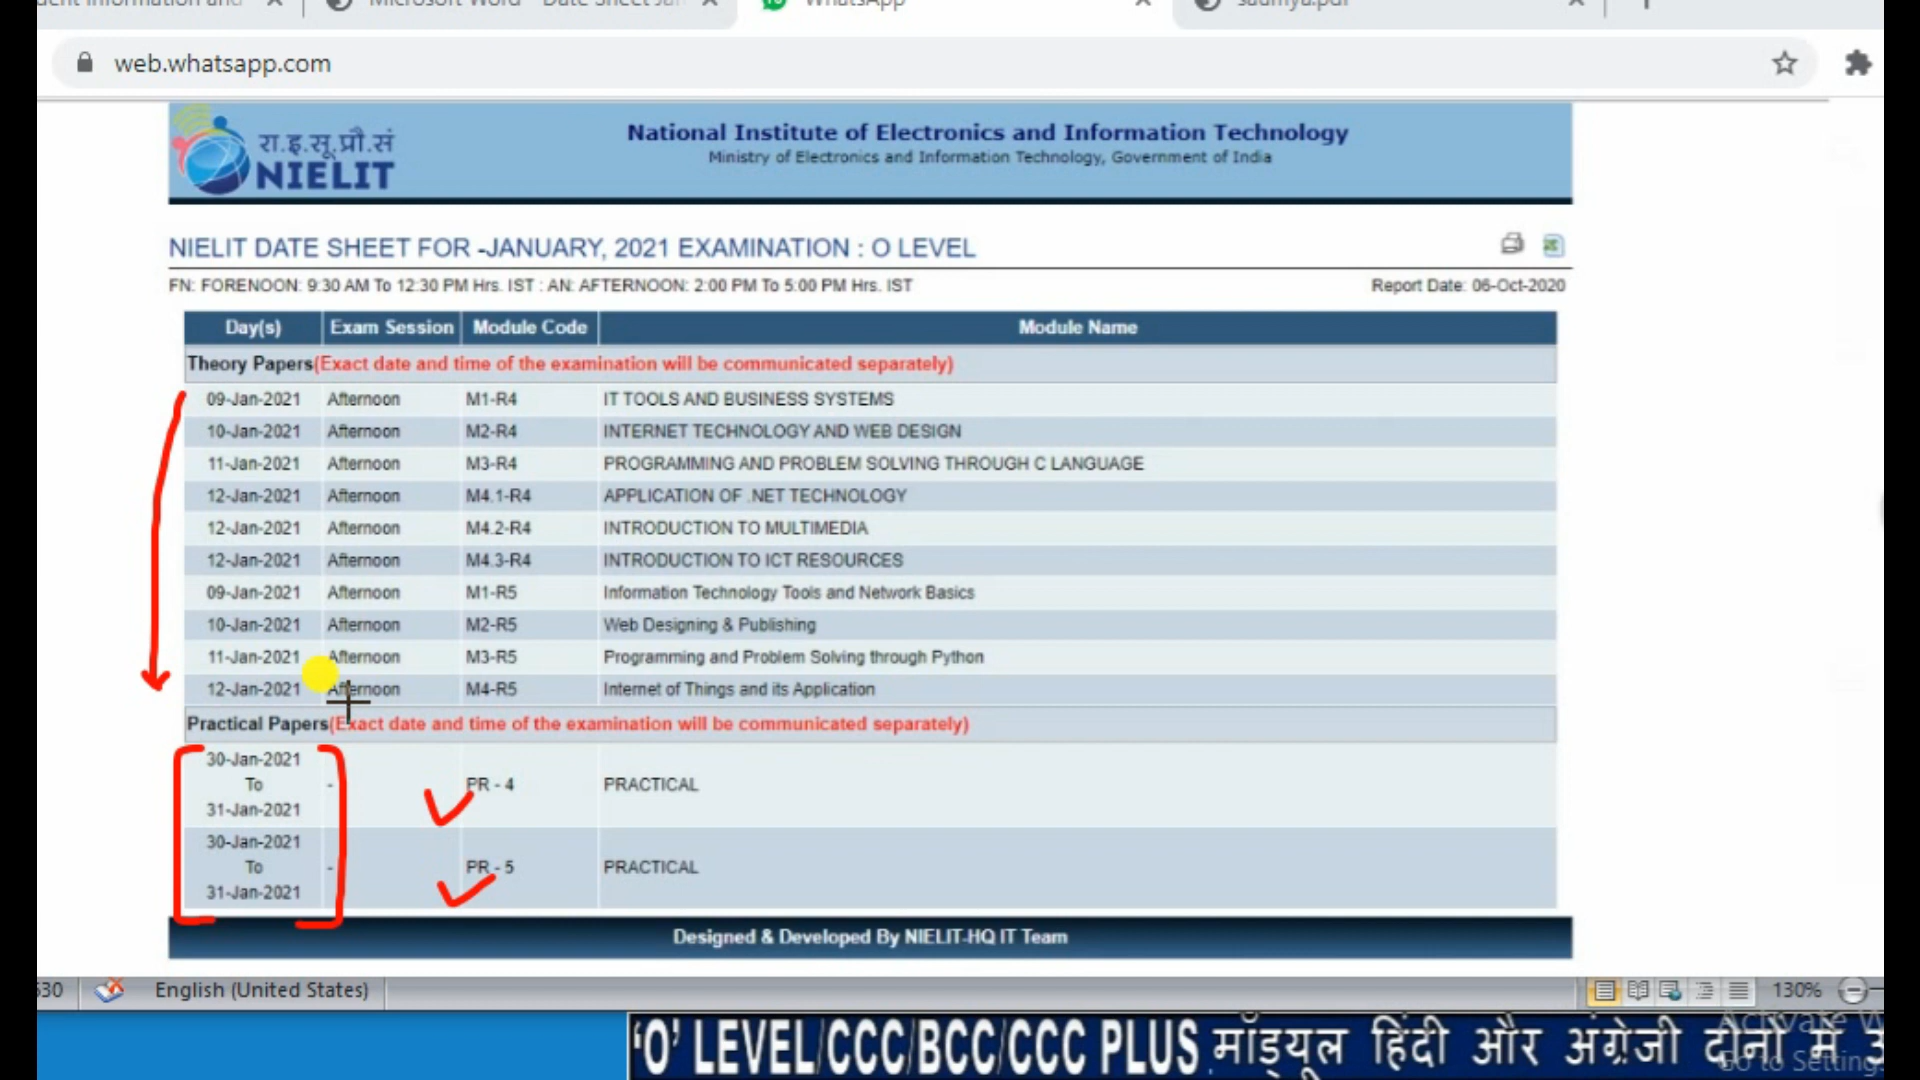 Microsoft Word - Date Sheet Jan
WhatsApp
web.whatsapp.com
रा.इ.सू.प्रौ.सं
NIELIT
National Institute of Electronics and Information Technology
Ministry of Electronics and Information Technology, Government of India
NIELIT DATE SHEET FOR -JANUARY, 2021 EXAMINATION : O LEVEL
FN: FORENOON: 9:30 AM To 12:30 PM Hrs. IST : AN: AFTERNOON: 2:00 PM To 5:00 PM Hrs. IST Report Date: 06-Oct-2020
Day(s) Exam Session Module Code Module Name
Theory Papers(Exact date and time of the examination will be communicated separately)
09-Jan-2021 Afternoon M1-R4 IT TOOLS AND BUSINESS SYSTEMS
10-Jan-2021 Afternoon M2-R4 INTERNET TECHNOLOGY AND WEB DESIGN
11-Jan-2021 Afternoon M3-R4 PROGRAMMING AND PROBLEM SOLVING THROUGH C LANGUAGE
12-Jan-2021 Afternoon M4.1-R4 APPLICATION OF .NET TECHNOLOGY
12-Jan-2021 Afternoon M4.2-R4 INTRODUCTION TO MULTIMEDIA
12-Jan-2021 Afternoon M4.3-R4 INTRODUCTION TO ICT RESOURCES
09-Jan-2021 Afternoon M1-R5 Information Technology Tools and Network Basics
10-Jan-2021 Afternoon M2-R5 Web Designing & Publishing
11-Jan-2021 Afternoon M3-R5 Programming and Problem Solving through Python
12-Jan-2021 Afternoon M4-R5 Internet of Things and its Application
Practical Papers(Exact date and time of the examination will be communicated separately)
30-Jan-2021
To - PR - 4 PRACTICAL
31-Jan-2021
30-Jan-2021
To - PR - 5 PRACTICAL
31-Jan-2021
Designed & Developed By NIELIT-HQ IT Team
English (United States) 130%
'O' LEVEL/CCC/BCC/CCC PLUS मॉड्यूल हिंदी और अंग्रेजी दोनों में